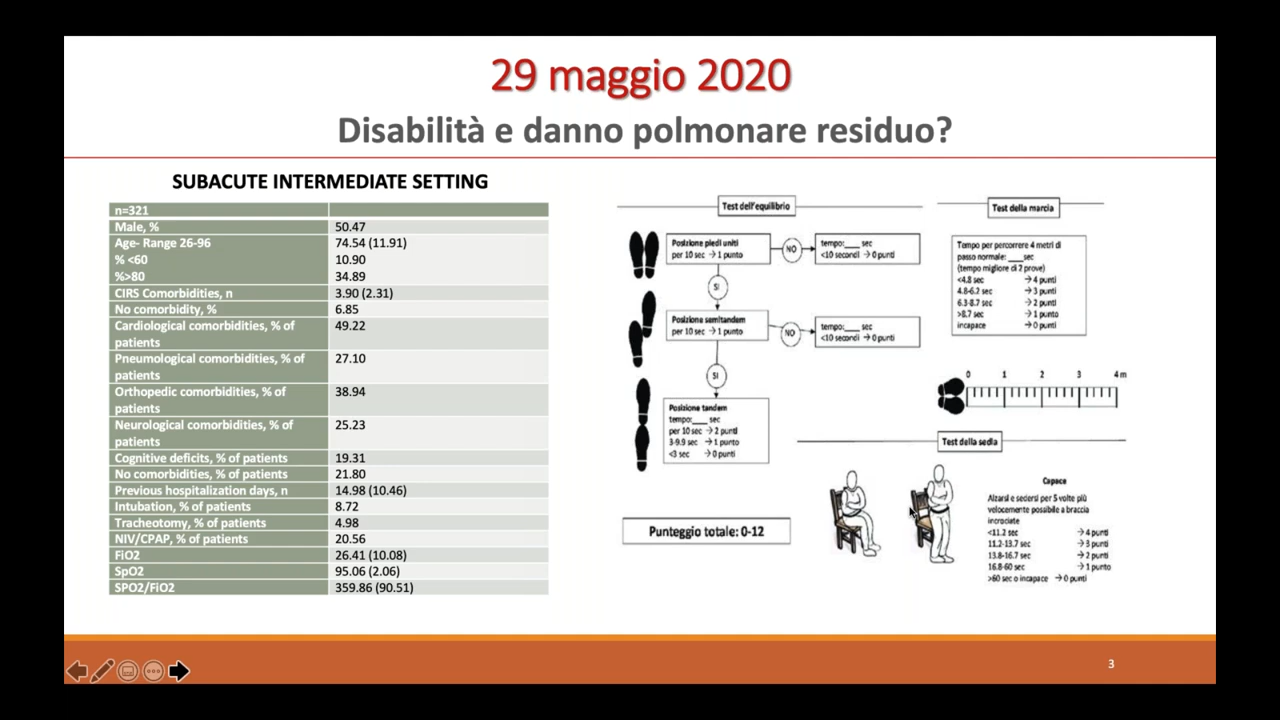 29 maggio 2020
Disabilità e danno polmonare residuo?
SUBACUTE INTERMEDIATE SETTING
n=321
Male, % 50.47
Age- Range 26-96 74.54 (11.91)
% <60 10.90
%>80 34.89
CIRS Comorbidities, n 3.90 (2.31)
No comorbidity, % 6.85
Cardiological comorbidities, % of 49.22
patients
Pneumological comorbidities, % of 27.10
patients
Orthopedic comorbidities, % of 38.94
patients
Neurological comorbidities, % of 25.23
patients
Cognitive deficits, % of patients 19.31
No comorbidities, % of patients 21.80
Previous hospitalization days, n 14.98 (10.46)
Intubation, % of patients 8.72
Tracheotomy, % of patients 4.98
NIV/CPAP, % of patients 20.56
FiO2 26.41 (10.08)
SpO2 95.06 (2.06)
SPO2/FiO2 359.86 (90.51)
Test dell'equilibrio
Posizione piedi uniti
per 10 sec → 1 punto
NO
tempo:___ sec
<10 secondi → 0 punti
SI
Posizione semitandem
per 10 sec → 1 punto
NO
tempo:___ sec
<10 secondi → 0 punti
SI
Posizione tandem
tempo:___ sec
per 10 sec → 2 punti
3-9.9 sec → 1 punto
<3 sec → 0 punti
Punteggio totale: 0-12
Test della marcia
Tempo per percorrere 4 metri di
passo normale: ___sec
(tempo migliore di 2 prove)
<4.8 sec → 4 punti
4.8-6.2 sec → 3 punti
6.3-8.7 sec → 2 punti
>8.7 sec → 1 punto
incapace → 0 punti
0 1 2 3 4 m
Test della sedia
Capace
Alzarsi e sedersi per 5 volte più
velocemente possibile a braccia
incrociate
<11.2 sec → 4 punti
11.2-13.7 sec → 3 punti
13.8-16.7 sec → 2 punti
16.8-60 sec → 1 punto
>60 sec o incapace → 0 punti
3